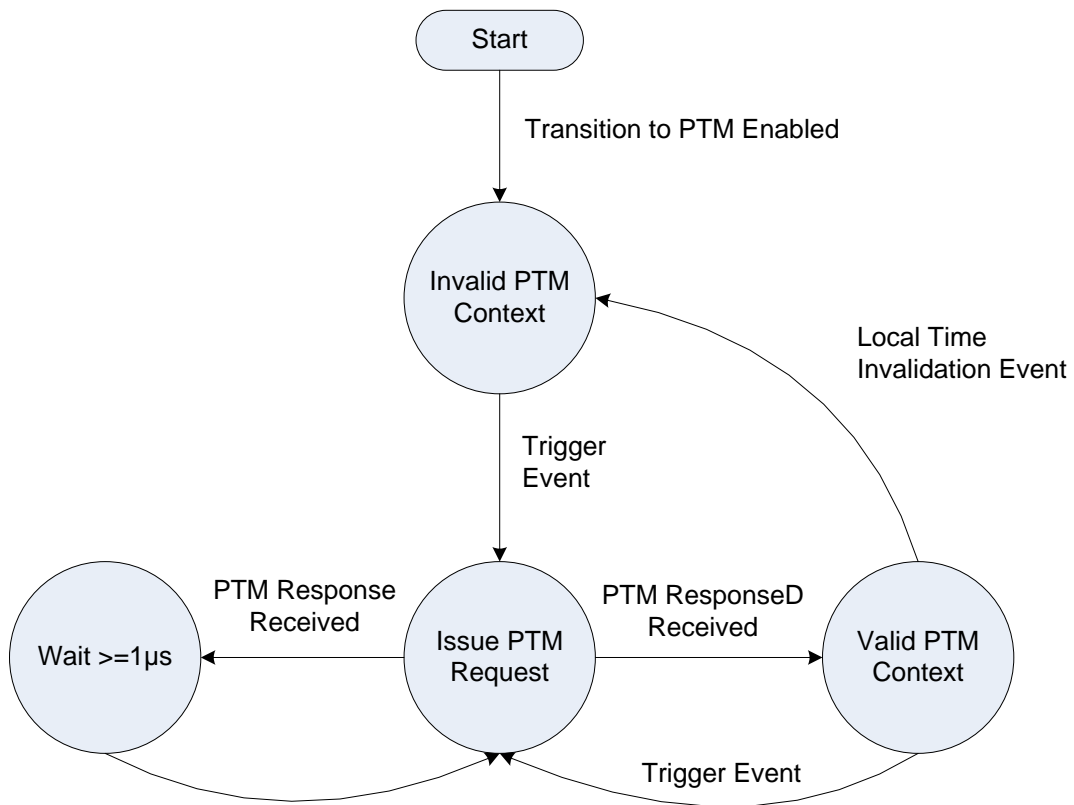 Start
Transition to PTM Enabled
Invalid PTM
Context
Local Time
Invalidation Event
Trigger
Event
PTM Response
Received
PTM ResponseD
Received
Wait >=1µs
Issue PTM
Request
Valid PTM
Context
Trigger Event